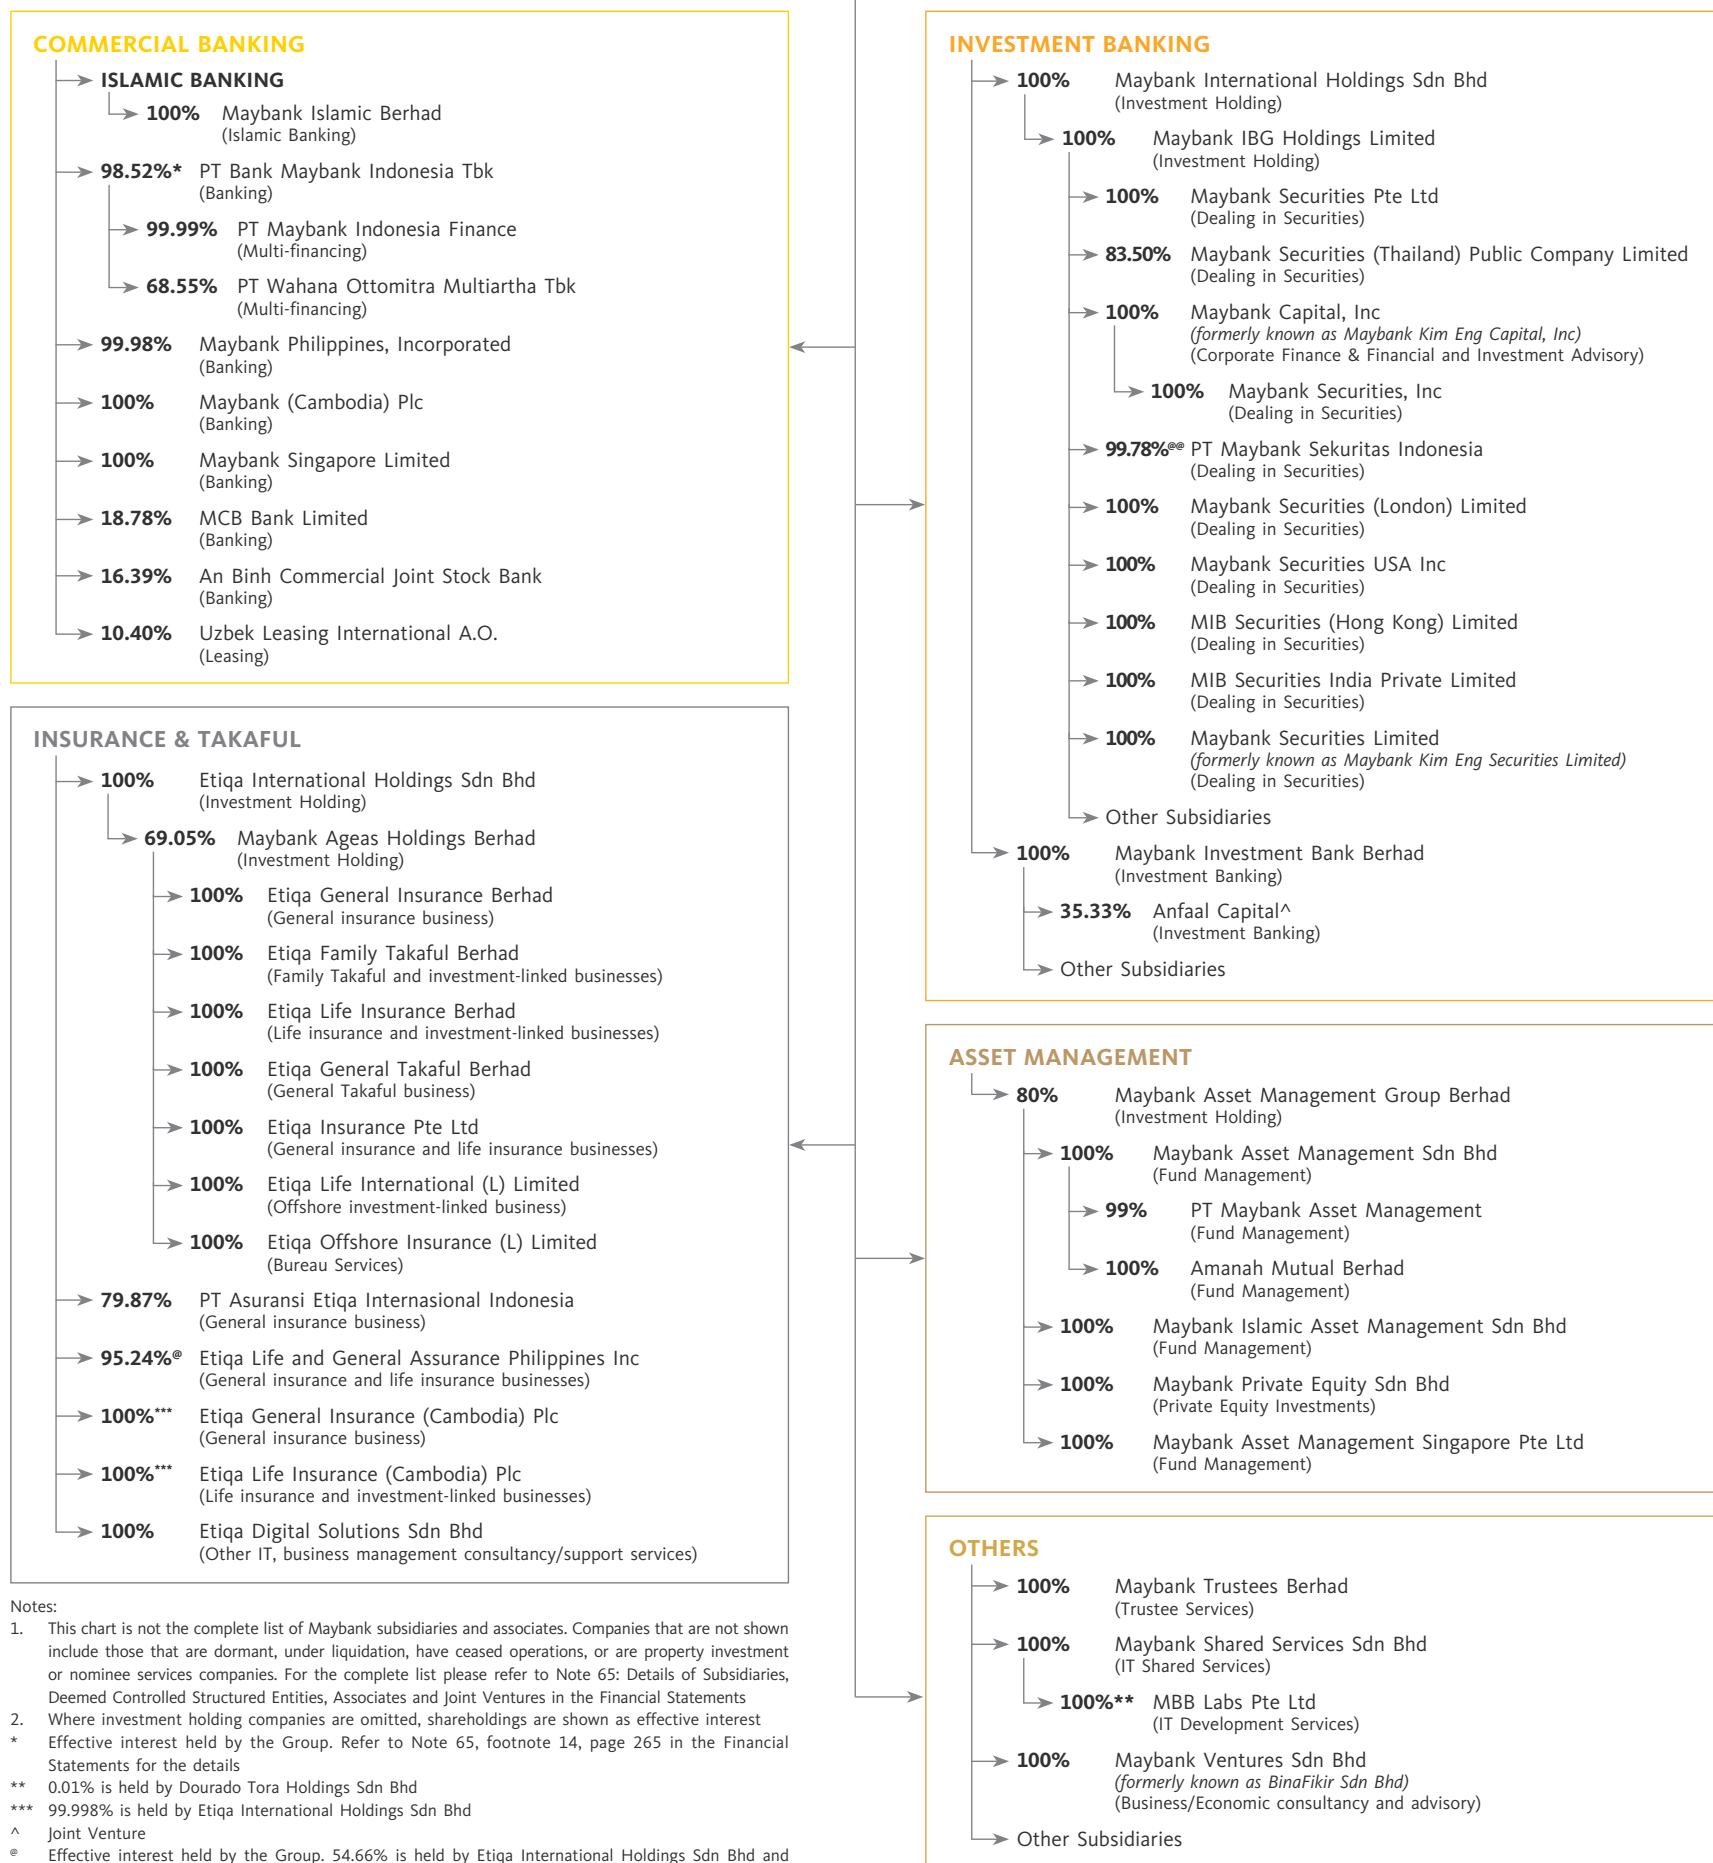 COMMERCIAL BANKING
ISLAMIC BANKING
100% Maybank Islamic Berhad
(Islamic Banking)
98.52%* PT Bank Maybank Indonesia Tbk
(Banking)
99.99% PT Maybank Indonesia Finance
(Multi-financing)
68.55% PT Wahana Ottomitra Multiartha Tbk
(Multi-financing)
99.98% Maybank Philippines, Incorporated
(Banking)
100% Maybank (Cambodia) Plc
(Banking)
100% Maybank Singapore Limited
(Banking)
18.78% MCB Bank Limited
(Banking)
16.39% An Binh Commercial Joint Stock Bank
(Banking)
10.40% Uzbek Leasing International A.O.
(Leasing)
INSURANCE & TAKAFUL
100% Etiqa International Holdings Sdn Bhd
(Investment Holding)
69.05% Maybank Ageas Holdings Berhad
(Investment Holding)
100% Etiqa General Insurance Berhad
(General insurance business)
100% Etiqa Family Takaful Berhad
(Family Takaful and investment-linked businesses)
100% Etiqa Life Insurance Berhad
(Life insurance and investment-linked businesses)
100% Etiqa General Takaful Berhad
(General Takaful business)
100% Etiqa Insurance Pte Ltd
(General insurance and life insurance businesses)
100% Etiqa Life International (L) Limited
(Offshore investment-linked business)
100% Etiqa Offshore Insurance (L) Limited
(Bureau Services)
79.87% PT Asuransi Etiqa Internasional Indonesia
(General insurance business)
95.24%@ Etiqa Life and General Assurance Philippines Inc
(General insurance and life insurance businesses)
100%*** Etiqa General Insurance (Cambodia) Plc
(General insurance business)
100%*** Etiqa Life Insurance (Cambodia) Plc
(Life insurance and investment-linked businesses)
100% Etiqa Digital Solutions Sdn Bhd
(Other IT, business management consultancy/support services)
Notes:
1. This chart is not the complete list of Maybank subsidiaries and associates. Companies that are not shown
include those that are dormant, under liquidation, have ceased operations, or are property investment
or nominee services companies. For the complete list please refer to Note 65: Details of Subsidiaries,
Deemed Controlled Structured Entities, Associates and Joint Ventures in the Financial Statements
2. Where investment holding companies are omitted, shareholdings are shown as effective interest
* Effective interest held by the Group. Refer to Note 65, footnote 14, page 265 in the Financial
Statements for the details
** 0.01% is held by Dourado Tora Holdings Sdn Bhd
*** 99.998% is held by Etiqa International Holdings Sdn Bhd
^ Joint Venture
@ Effective interest held by the Group. 54.66% is held by Etiqa International Holdings Sdn Bhd and
INVESTMENT BANKING
100% Maybank International Holdings Sdn Bhd
(Investment Holding)
100% Maybank IBG Holdings Limited
(Investment Holding)
100% Maybank Securities Pte Ltd
(Dealing in Securities)
83.50% Maybank Securities (Thailand) Public Company Limited
(Dealing in Securities)
100% Maybank Capital, Inc
(formerly known as Maybank Kim Eng Capital, Inc)
(Corporate Finance & Financial and Investment Advisory)
100% Maybank Securities, Inc
(Dealing in Securities)
99.78%@@ PT Maybank Sekuritas Indonesia
(Dealing in Securities)
100% Maybank Securities (London) Limited
(Dealing in Securities)
100% Maybank Securities USA Inc
(Dealing in Securities)
100% MIB Securities (Hong Kong) Limited
(Dealing in Securities)
100% MIB Securities India Private Limited
(Dealing in Securities)
100% Maybank Securities Limited
(formerly known as Maybank Kim Eng Securities Limited)
(Dealing in Securities)
Other Subsidiaries
100% Maybank Investment Bank Berhad
(Investment Banking)
35.33% Anfaal Capital^
(Investment Banking)
Other Subsidiaries
ASSET MANAGEMENT
80% Maybank Asset Management Group Berhad
(Investment Holding)
100% Maybank Asset Management Sdn Bhd
(Fund Management)
99% PT Maybank Asset Management
(Fund Management)
100% Amanah Mutual Berhad
(Fund Management)
100% Maybank Islamic Asset Management Sdn Bhd
(Fund Management)
100% Maybank Private Equity Sdn Bhd
(Private Equity Investments)
100% Maybank Asset Management Singapore Pte Ltd
(Fund Management)
OTHERS
100% Maybank Trustees Berhad
(Trustee Services)
100% Maybank Shared Services Sdn Bhd
(IT Shared Services)
100%** MBB Labs Pte Ltd
(IT Development Services)
100% Maybank Ventures Sdn Bhd
(formerly known as BinaFikir Sdn Bhd)
(Business/Economic consultancy and advisory)
Other Subsidiaries